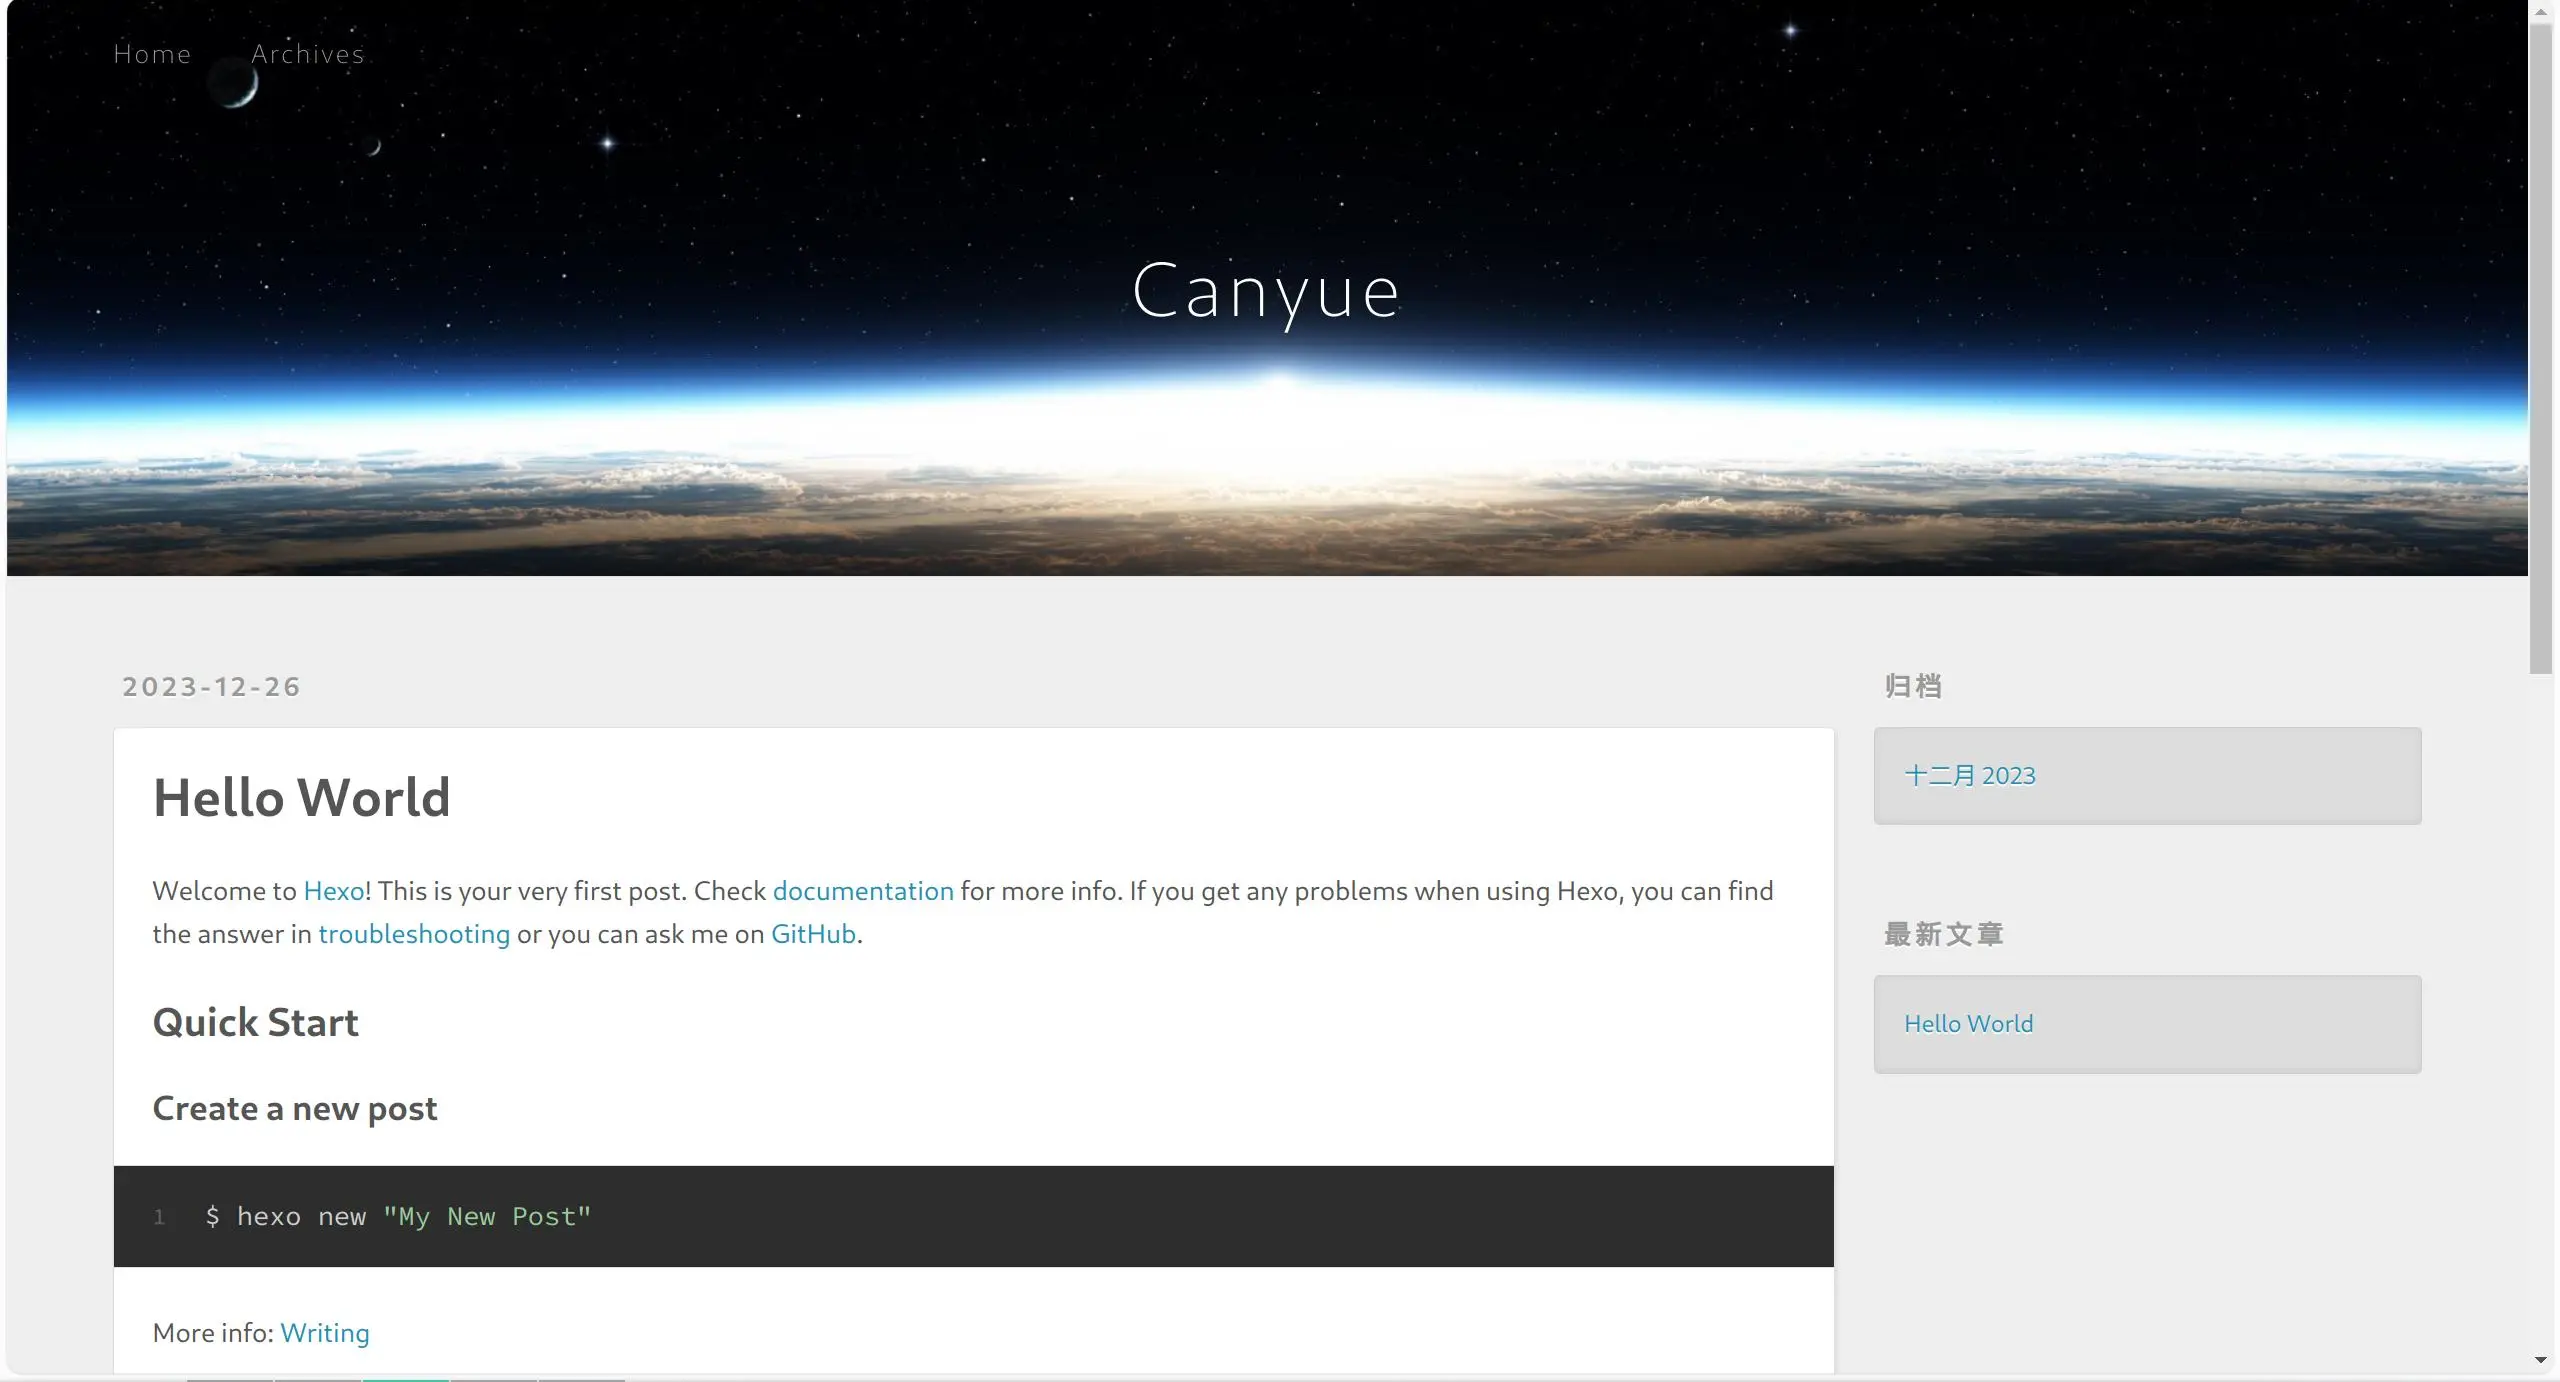 Home Archives
Canyue
2023-12-26
Hello World
Welcome to Hexo! This is your very first post. Check documentation for more info. If you get any problems when using Hexo, you can find
the answer in troubleshooting or you can ask me on GitHub.
Quick Start
Create a new post
1 $ hexo new "My New Post"
More info: Writing
归档
十二月 2023
最新文章
Hello World